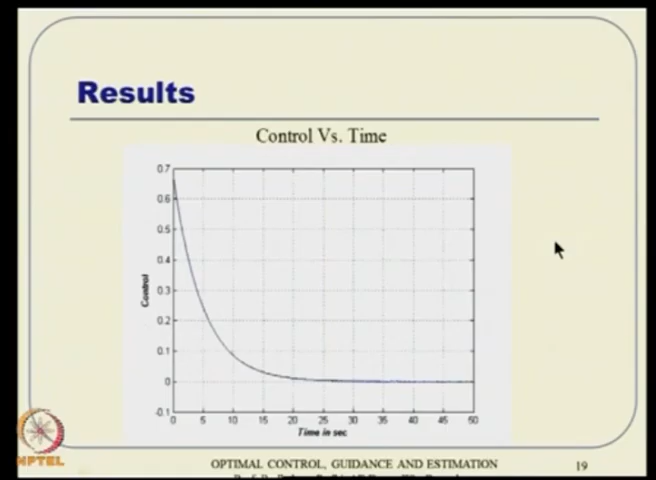 Results
Control Vs. Time
0.7
0.6
0.5
0.4
0.3
0.2
0.1
0
-0.1
Control
0 5 10 15 20 25 30 35 40 45 50
Time in sec
NPTEL
OPTIMAL CONTROL, GUIDANCE AND ESTIMATION
19